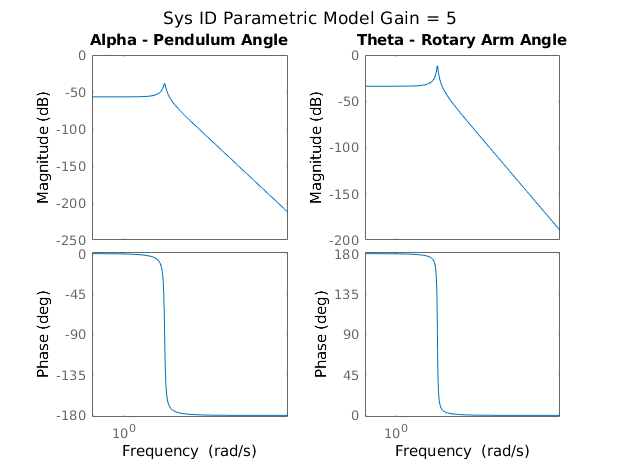 Sys ID Parametric Model Gain = 5
Alpha - Pendulum Angle
Theta - Rotary Arm Angle
Magnitude (dB)
0
-50
-100
-150
-200
-250
Magnitude (dB)
0
-50
-100
-150
-200
Phase (deg)
0
-45
-90
-135
-180
Phase (deg)
180
135
90
45
0
10^0
10^0
Frequency (rad/s)
Frequency (rad/s)